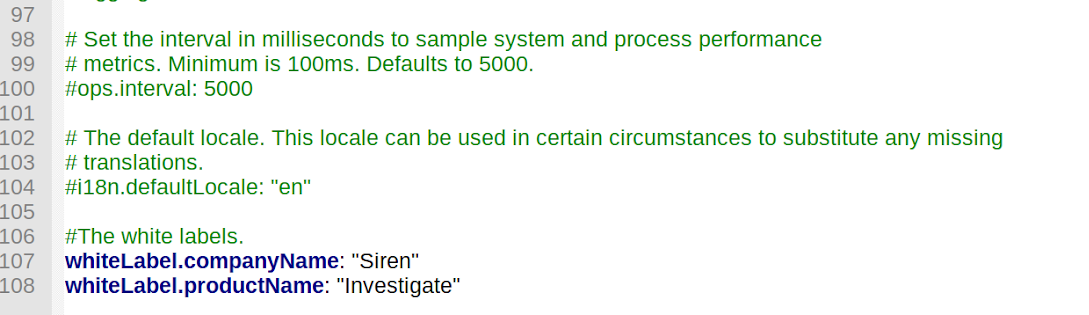 97
98 # Set the interval in milliseconds to sample system and process performance
99 # metrics. Minimum is 100ms. Defaults to 5000.
100 #ops.interval: 5000
101
102 # The default locale. This locale can be used in certain circumstances to substitute any missing
103 # translations.
104 #i18n.defaultLocale: "en"
105
106 #The white labels.
107 whiteLabel.companyName: "Siren"
108 whiteLabel.productName: "Investigate"